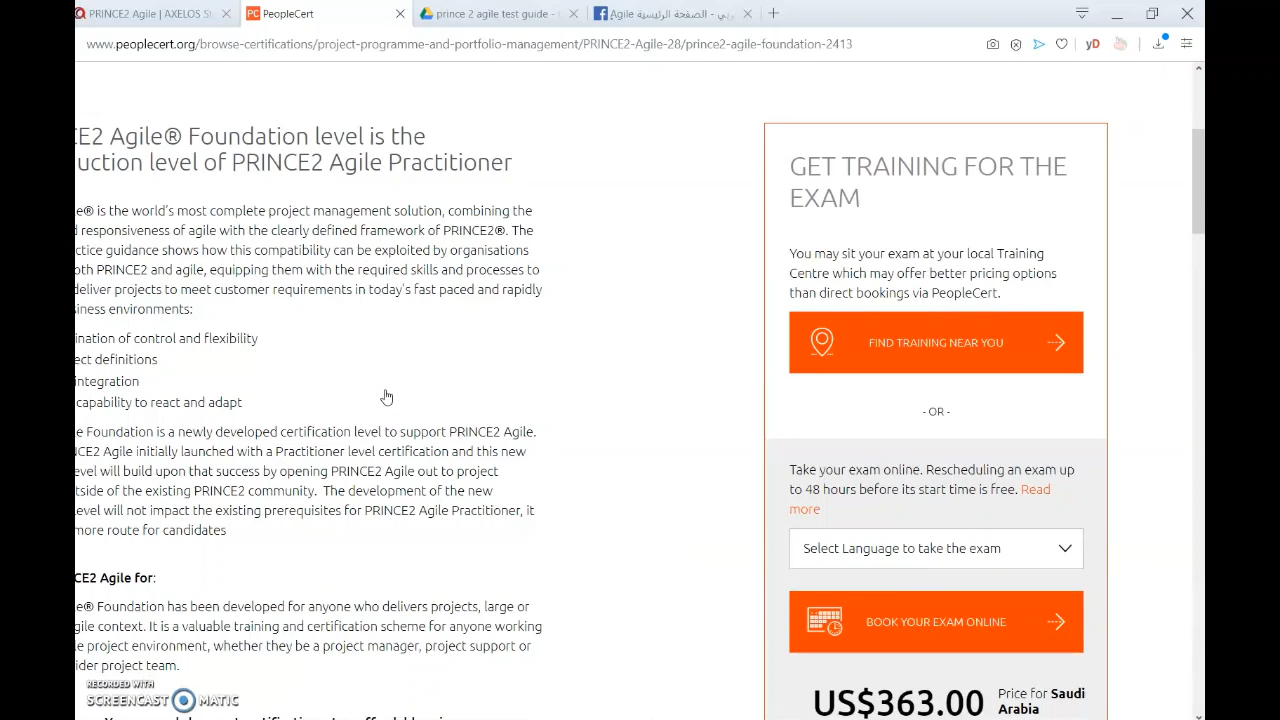 PRINCE2 Agile | AXELOS St
PC PeopleCert
prince 2 agile test guide -
Agile بي - الصفحة الرئيسية
www.peoplecert.org/browse-certifications/project-programme-and-portfolio-management/PRINCE2-Agile-28/prince2-agile-foundation-2413
yD
CE2 Agile® Foundation level is the
uction level of PRINCE2 Agile Practitioner
e® is the world's most complete project management solution, combining the
d responsiveness of agile with the clearly defined framework of PRINCE2®. The
ctice guidance shows how this compatibility can be exploited by organisations
oth PRINCE2 and agile, equipping them with the required skills and processes to
deliver projects to meet customer requirements in today's fast paced and rapidly
siness environments:
ination of control and flexibility
ect definitions
integration
capability to react and adapt
e Foundation is a newly developed certification level to support PRINCE2 Agile.
CE2 Agile initially launched with a Practitioner level certification and this new
evel will build upon that success by opening PRINCE2 Agile out to project
tside of the existing PRINCE2 community. The development of the new
evel will not impact the existing prerequisites for PRINCE2 Agile Practitioner, it
more route for candidates
NCE2 Agile for:
e® Foundation has been developed for anyone who delivers projects, large or
gile context. It is a valuable training and certification scheme for anyone working
e project environment, whether they be a project manager, project support or
ider project team.
GET TRAINING FOR THE
EXAM
You may sit your exam at your local Training
Centre which may offer better pricing options
than direct bookings via PeopleCert.
FIND TRAINING NEAR YOU
- OR -
Take your exam online. Rescheduling an exam up
to 48 hours before its start time is free. Read
more
Select Language to take the exam
BOOK YOUR EXAM ONLINE
US$363.00 Price for Saudi
Arabia
RECORDED WITH
SCREENCAST MATIC